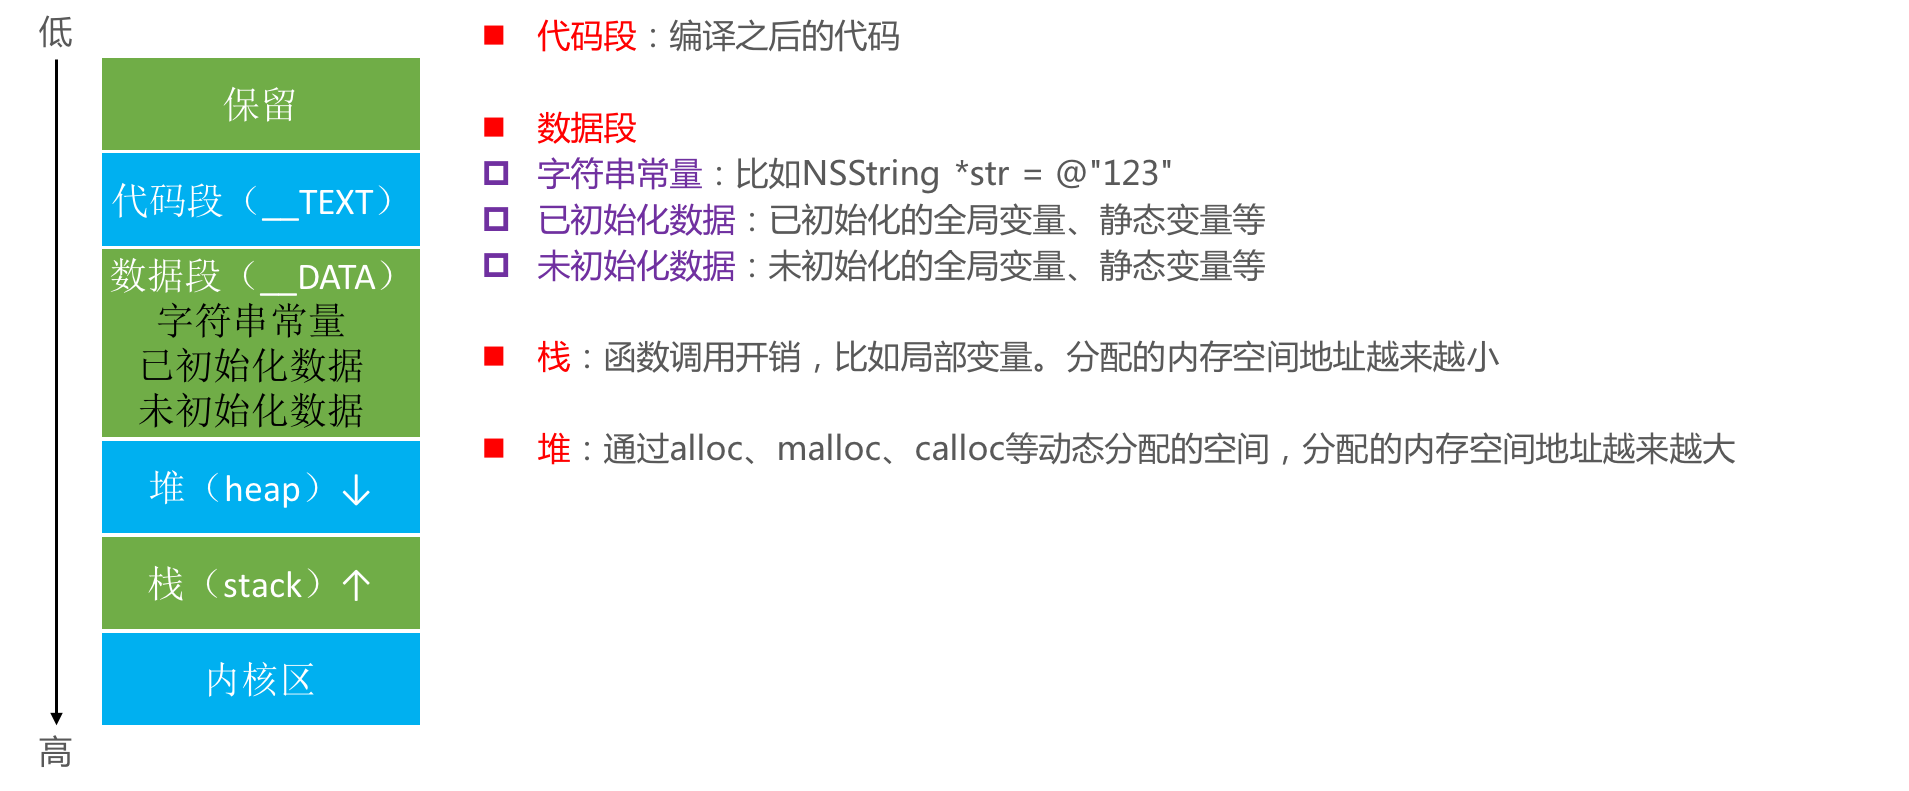 低
保留
代码段（__TEXT）
数据段（__DATA）
字符串常量
已初始化数据
未初始化数据
堆（heap）↓
栈（stack）↑
内核区
高
■ 代码段：编译之后的代码
■ 数据段
□ 字符串常量：比如NSString *str = @"123"
□ 已初始化数据：已初始化的全局变量、静态变量等
□ 未初始化数据：未初始化的全局变量、静态变量等
■ 栈：函数调用开销，比如局部变量。分配的内存空间地址越来越小
■ 堆：通过alloc、malloc、calloc等动态分配的空间，分配的内存空间地址越来越大